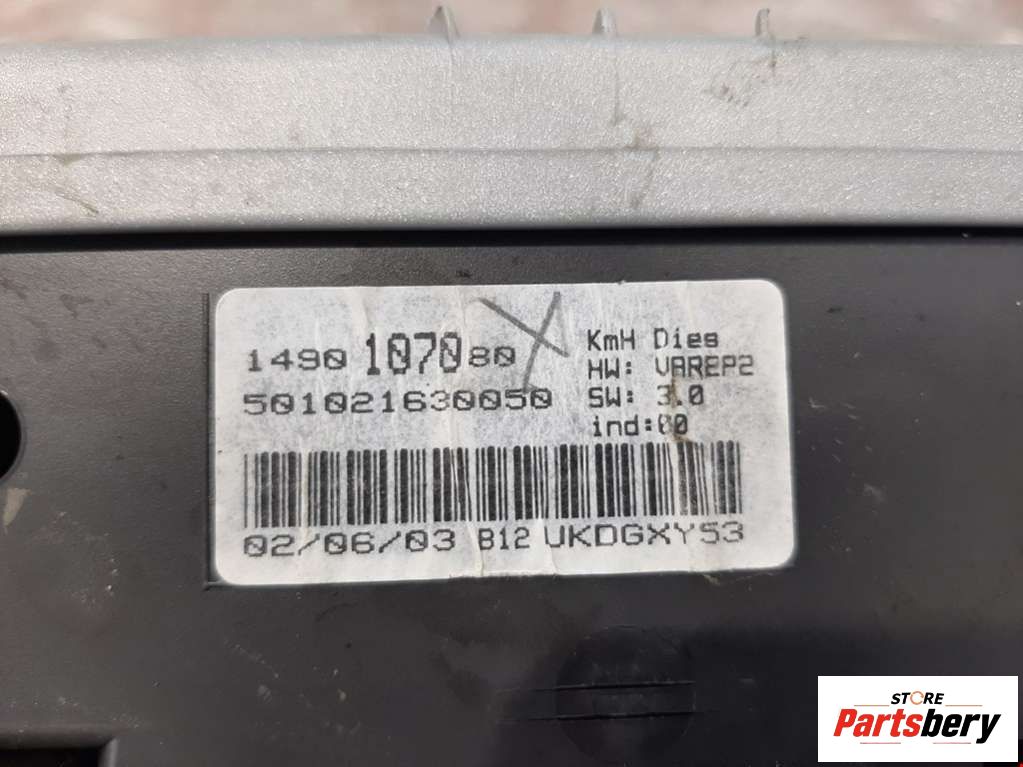 1490 1070 80
501021630050
KmH Dies
HW: VAREP2
SW: 3.0
ind:00
02/06/03 B12 UKDGXY53
STORE
Partsbery